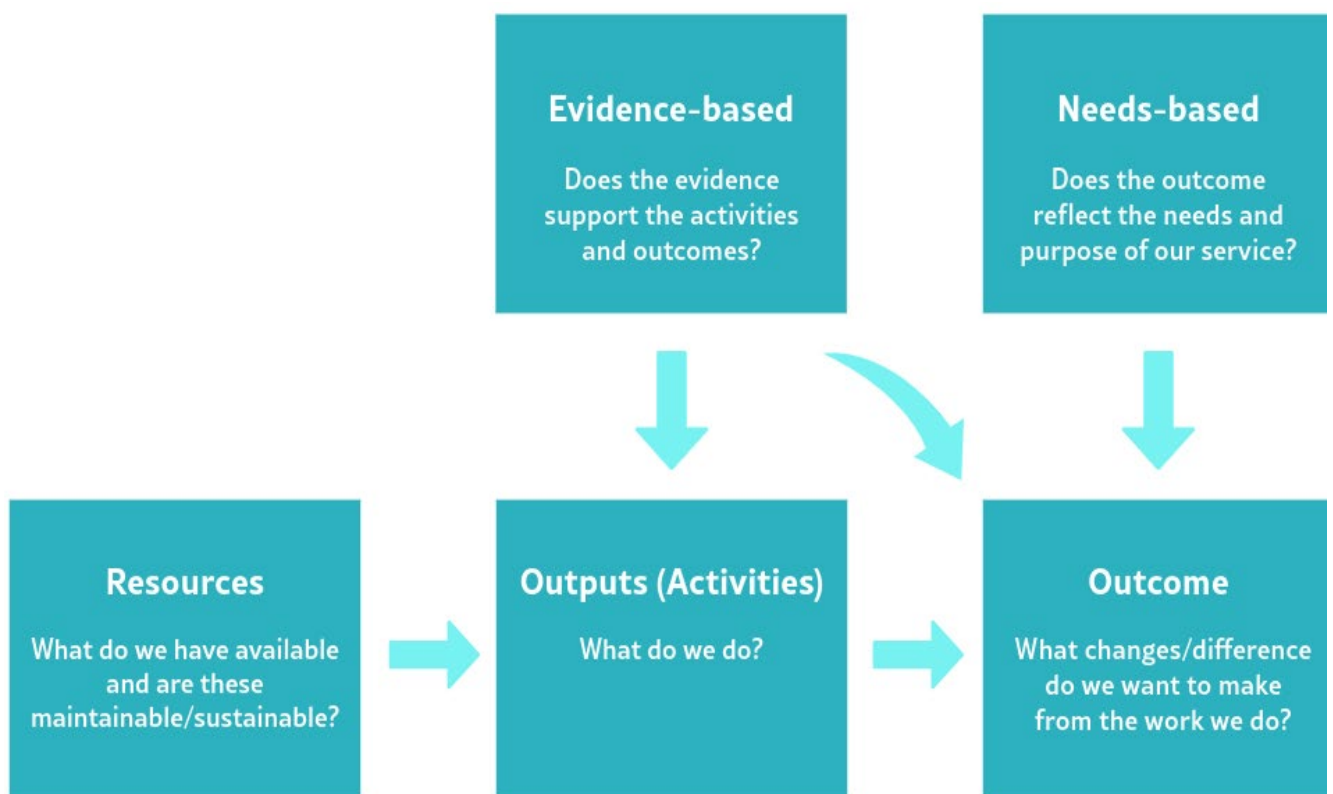 Evidence-based
Does the evidence
support the activities
and outcomes?
Needs-based
Does the outcome
reflect the needs and
purpose of our service?
Resources
What do we have available
and are these
maintainable/sustainable?
Outputs (Activities)
What do we do?
Outcome
What changes/difference
do we want to make
from the work we do?